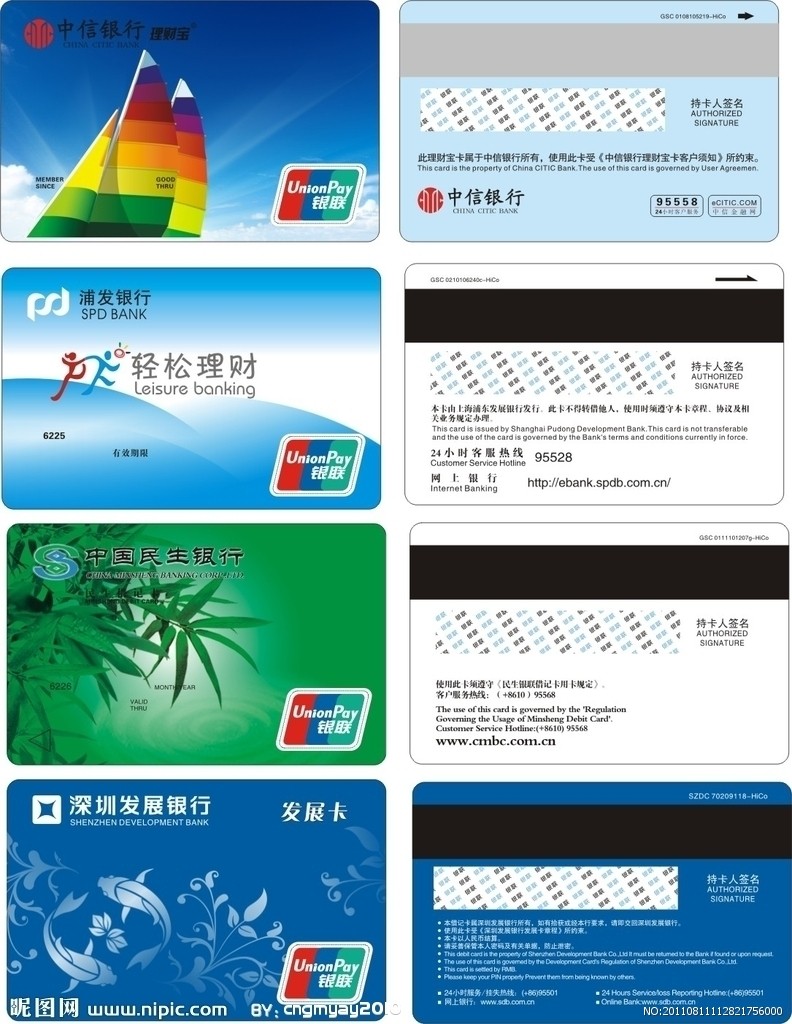 中信银行 理财宝
CHINA CITIC BANK
MEMBER SINCE
GOOD THRU
UnionPay
银联
GSC 0108105219-HiCo
持卡人签名
AUTHORIZED
SIGNATURE
此理财宝卡属于中信银行所有，使用此卡受《中信银行理财宝卡客户须知》所约束。
This card is the property of China CITIC Bank.The use of this card is governed by User Agreemen.
中信银行
CHINA CITIC BANK
95558
24小时客户服务
eCITIC.COM
中信金融网
浦发银行
SPD BANK
轻松理财
Leisure banking
6225
有效期限
UnionPay
银联
GSC 0210106240c-HiCo
持卡人签名
AUTHORIZED
SIGNATURE
本卡由上海浦东发展银行发行。此卡不得转借他人，使用时须遵守本卡章程、协议及相
关业务规定办理。
This card is issued by Shanghai Pudong Development Bank.This card is not transferable
and the use of the card is governed by the Bank's terms and conditions currently in force.
24小时客服热线 95528
Customer Service Hotline
网上银行 http://ebank.spdb.com.cn/
Internet Banking
中国民生银行
CHINA MINSHENG BANKING CORP.,LTD.
6226
MONTH/YEAR
VALID
THRU
UnionPay
银联
GSC 0111101207g-HiCo
持卡人签名
AUTHORIZED
SIGNATURE
使用此卡须遵守《民生银联借记卡用卡规定》。
客户服务热线：（+8610）95568
The use of this card is governed by the 'Regulation
Governing the Usage of Minsheng Debit Card'.
Customer Service Hotline:(+8610) 95568
www.cmbc.com.cn
深圳发展银行
SHENZHEN DEVELOPMENT BANK
发展卡
UnionPay
银联
SZDC 70209118-HiCo
持卡人签名
AUTHORIZED
SIGNATURE
本借记卡属深圳发展银行所有，如有拾获或经本行要求，请即交回深圳发展银行。
使用此卡受《深圳发展银行发展卡章程》所约束。
本卡以人民币结算。
请妥善保管本人密码及有关单据，防止泄密。
This debit card is the property of Shenzhen Development Bank Co.,Ltd It must be returned to the Bank if found or upon request.
The use of this card is governed by the Development Card's Regulation of Shenzhen Development Bank Co.,Ltd.
This card is settled by RMB.
Please keep your PIN properly Prevent them from being known by others.
24小时服务/挂失热线：(+86)95501
24 Hours Service/loss Reporting Hotline:(+86)95501
网上银行：www.sdb.com.cn
Online Bank:www.sdb.com.cn
昵图网 www.nipic.com BY: cngmyay20
NO:20110811112821756000